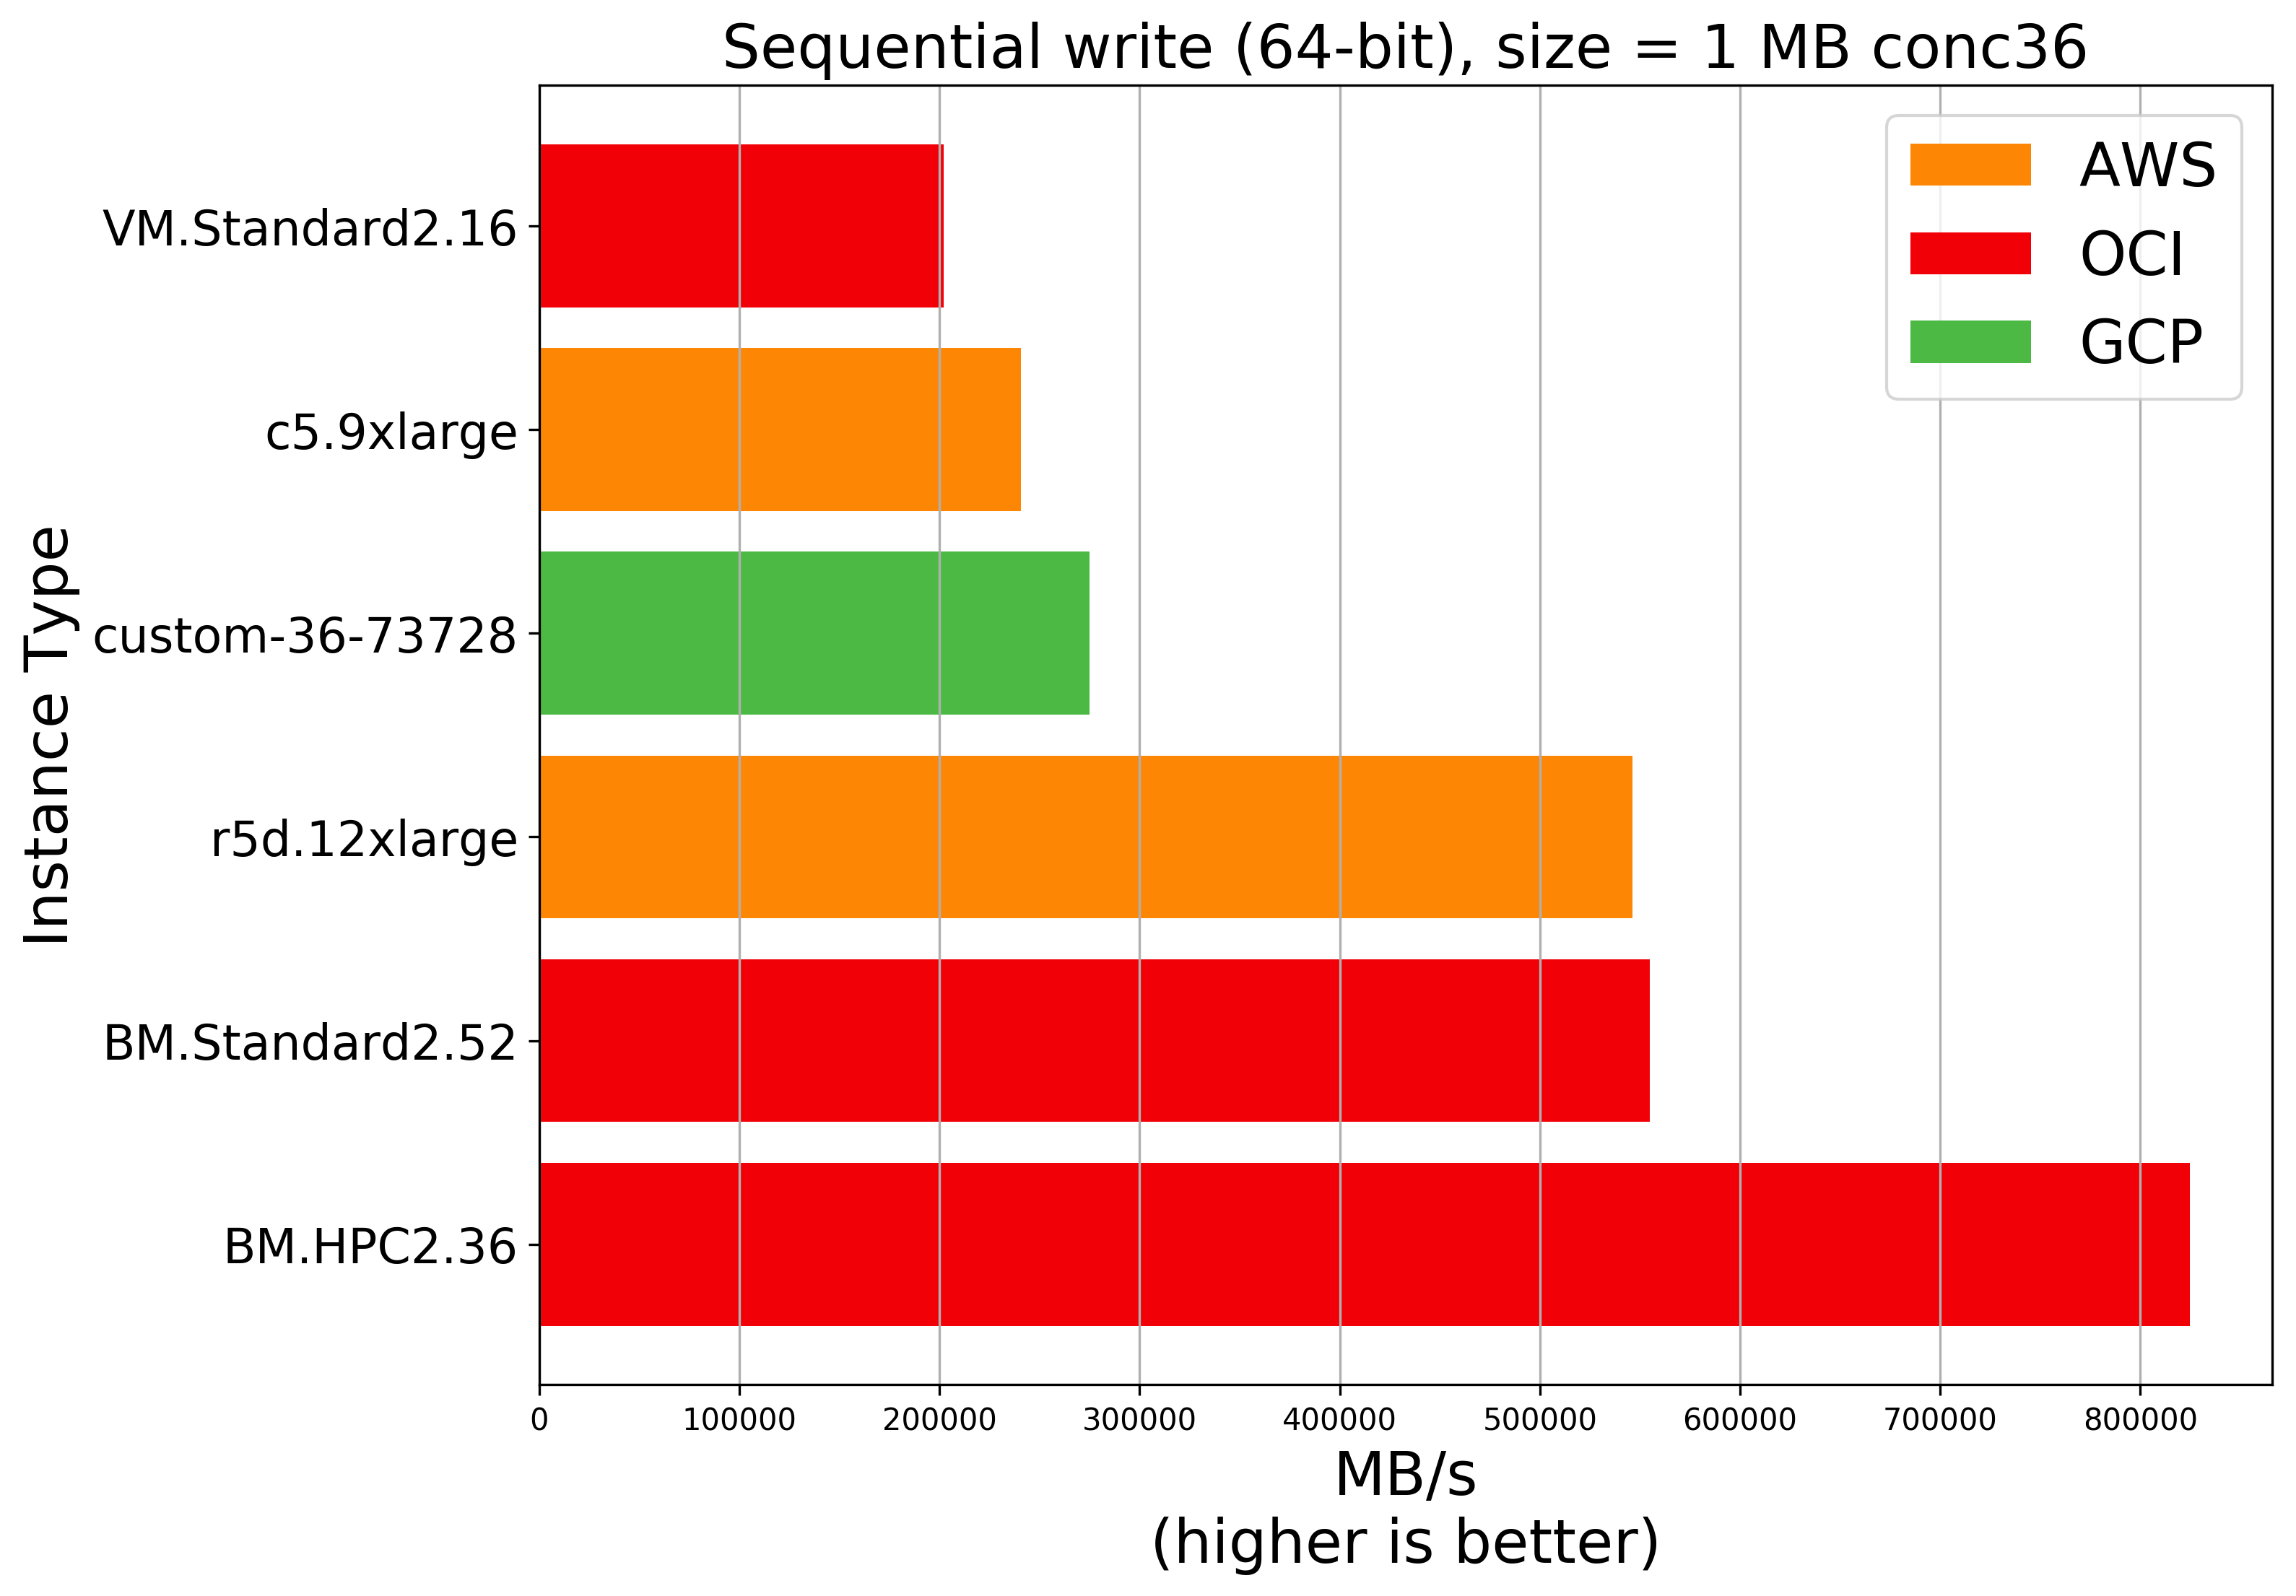 Sequential write (64-bit), size = 1 MB conc36
AWS
OCI
GCP
Instance Type
VM.Standard2.16
c5.9xlarge
custom-36-73728
r5d.12xlarge
BM.Standard2.52
BM.HPC2.36
0 100000 200000 300000 400000 500000 600000 700000 800000
MB/s
(higher is better)